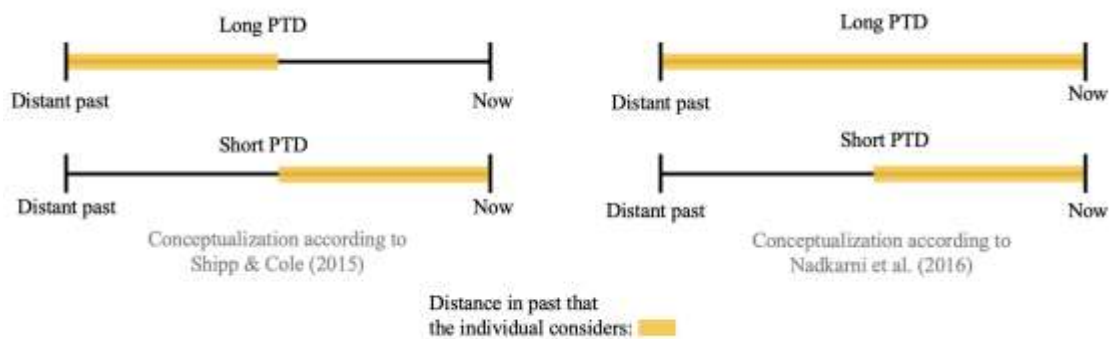 Long PTD
Distant past
Now
Short PTD
Distant past
Now
Conceptualization according to
Shipp & Cole (2015)
Long PTD
Distant past
Now
Short PTD
Distant past
Now
Conceptualization according to
Nadkarni et al. (2016)
Distance in past that
the individual considers: